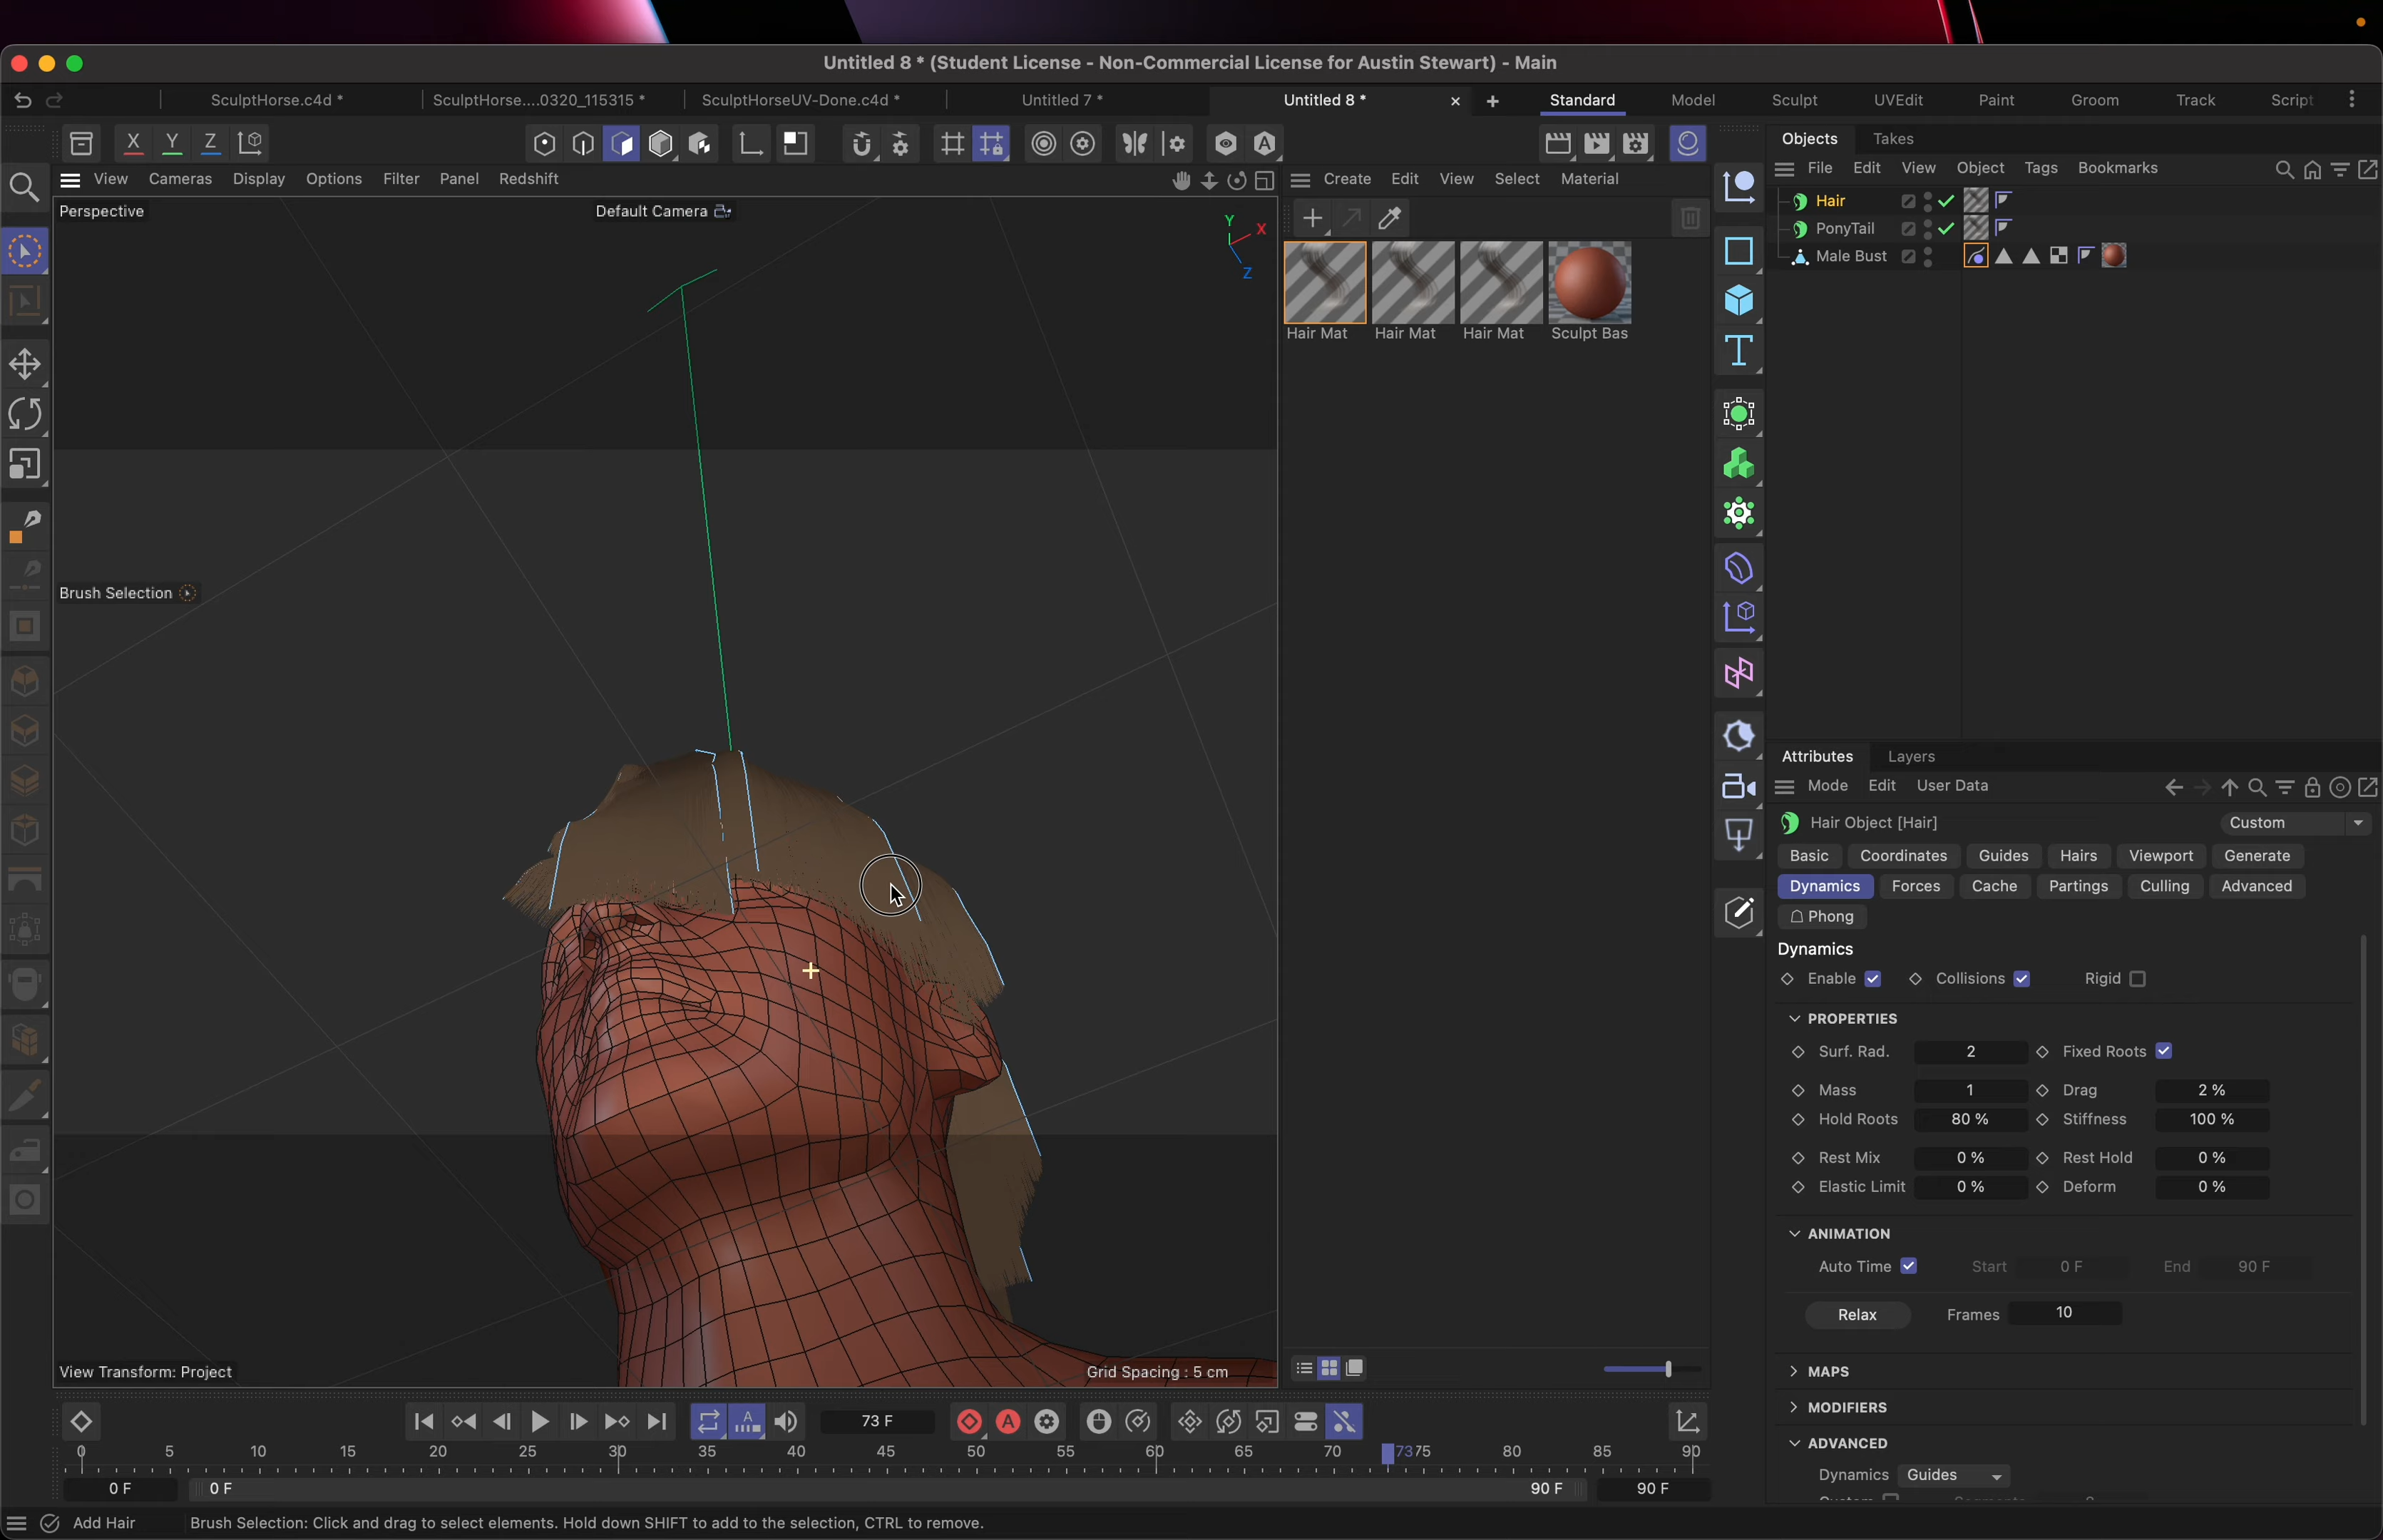 Untitled 8 * (Student License - Non-Commercial License for Austin Stewart) - Main
SculptHorse.c4d * SculptHorse....0320_115315 * SculptHorseUV-Done.c4d * Untitled 7 * Untitled 8 * Standard Model Sculpt UVEdit Paint Groom Track Script
X Y Z
Objects Takes
View Cameras Display Options Filter Panel Redshift
Create Edit View Select Material
File Edit View Object Tags Bookmarks
Perspective
Default Camera
Y
X
Z
Hair
PonyTail
Male Bust
Hair Mat Hair Mat Hair Mat Sculpt Bas
Brush Selection
Attributes Layers
Mode Edit User Data
Hair Object [Hair]
Custom
Basic Coordinates Guides Hairs Viewport Generate
Dynamics Forces Cache Partings Culling Advanced
Phong
Dynamics
Enable Collisions Rigid
PROPERTIES
Surf. Rad. 2 Fixed Roots
Mass 1 Drag 2 %
Hold Roots 80 % Stiffness 100 %
Rest Mix 0 % Rest Hold 0 %
Elastic Limit 0 % Deform 0 %
ANIMATION
Auto Time Start 0 F End 90 F
Relax Frames 10
MAPS
MODIFIERS
ADVANCED
Dynamics Guides
View Transform: Project
Grid Spacing : 5 cm
73 F
0 5 10 15 20 25 30 35 40 45 50 55 60 65 70 73 75 80 85 90
0 F 0 F 90 F 90 F
Add Hair Brush Selection: Click and drag to select elements. Hold down SHIFT to add to the selection, CTRL to remove.